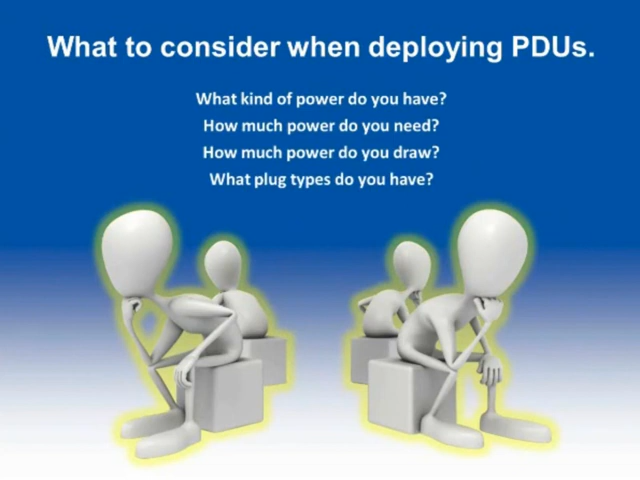 What to consider when deploying PDUs.
What kind of power do you have?
How much power do you need?
How much power do you draw?
What plug types do you have?